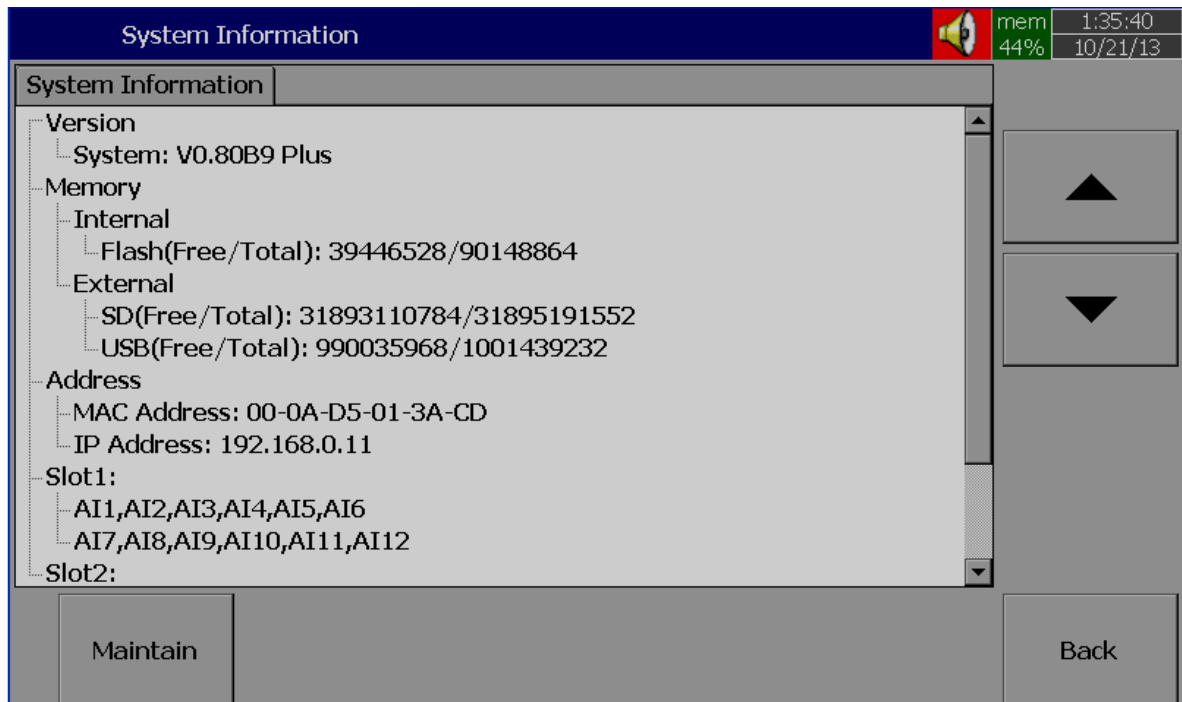 System Information
mem 1:35:40
44% 10/21/13
System Information
Version
System: V0.80B9 Plus
Memory
Internal
Flash(Free/Total): 39446528/90148864
External
SD(Free/Total): 31893110784/31895191552
USB(Free/Total): 990035968/1001439232
Address
MAC Address: 00-0A-D5-01-3A-CD
IP Address: 192.168.0.11
Slot1:
AI1,AI2,AI3,AI4,AI5,AI6
AI7,AI8,AI9,AI10,AI11,AI12
Slot2:
Maintain
Back